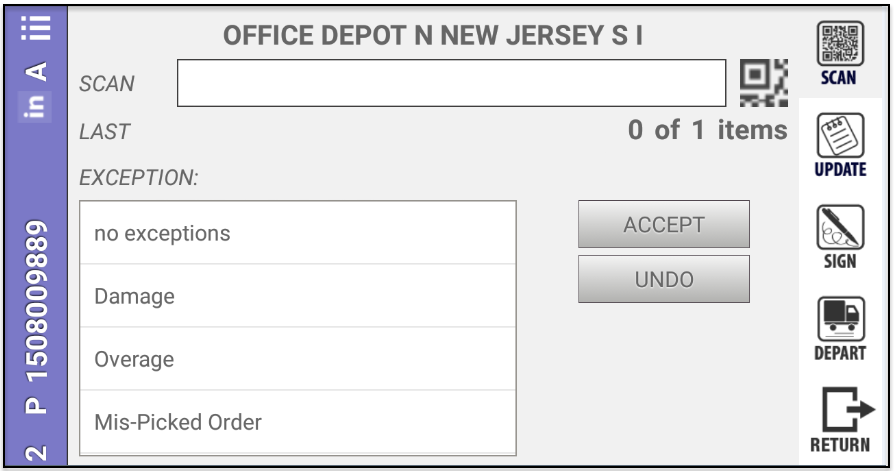 OFFICE DEPOT N NEW JERSEY S I
SCAN
LAST
0 of 1 items
EXCEPTION:
no exceptions
Damage
Overage
Mis-Picked Order
ACCEPT
UNDO
2 P 1508009889 in A
SCAN
UPDATE
SIGN
DEPART
RETURN